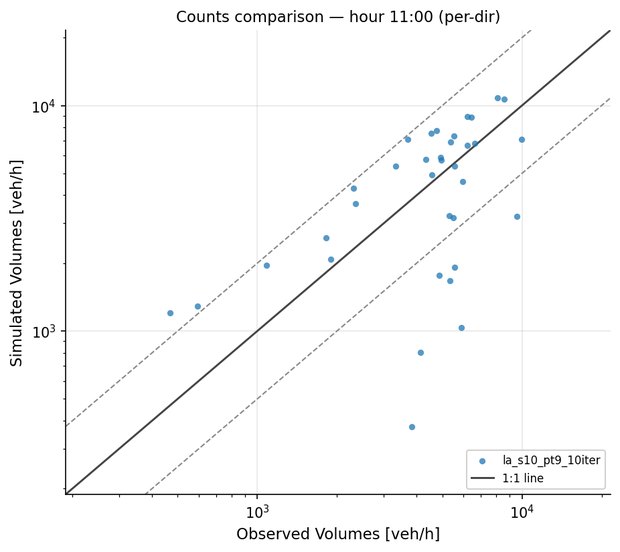 Counts comparison — hour 11:00 (per-dir)
Simulated Volumes [veh/h]
10⁴
10³
10³
10⁴
la_s10_pt9_10iter
1:1 line
Observed Volumes [veh/h]